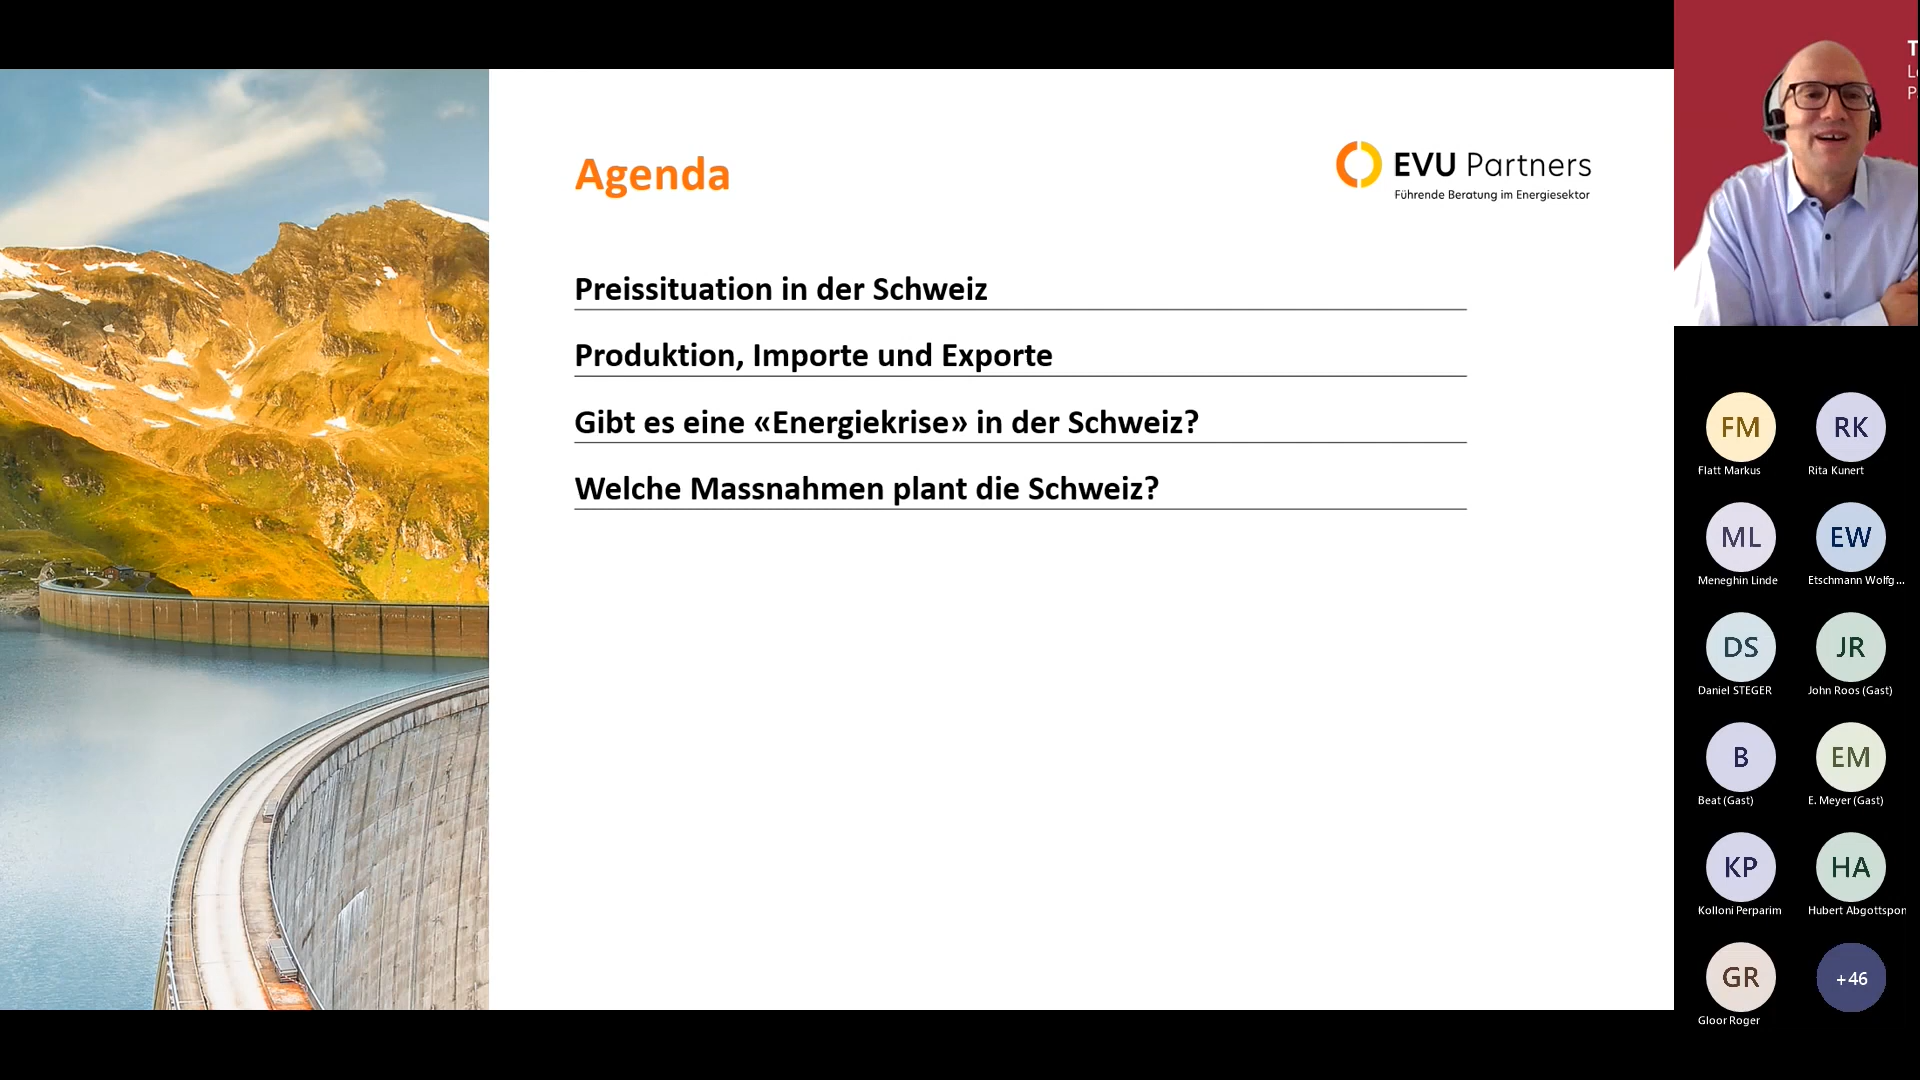 Agenda
EVU Partners
Führende Beratung im Energiesektor
Preissituation in der Schweiz
Produktion, Importe und Exporte
Gibt es eine «Energiekrise» in der Schweiz?
Welche Massnahmen plant die Schweiz?
FM
Flatt Markus
RK
Rita Kunert
ML
Meneghin Linde
EW
Etschmann Wolfg...
DS
Daniel STEGER
JR
John Roos (Gast)
B
Beat (Gast)
EM
E. Meyer (Gast)
KP
Kolloni Perparim
HA
Hubert Abgottspon
GR
Gloor Roger
+46